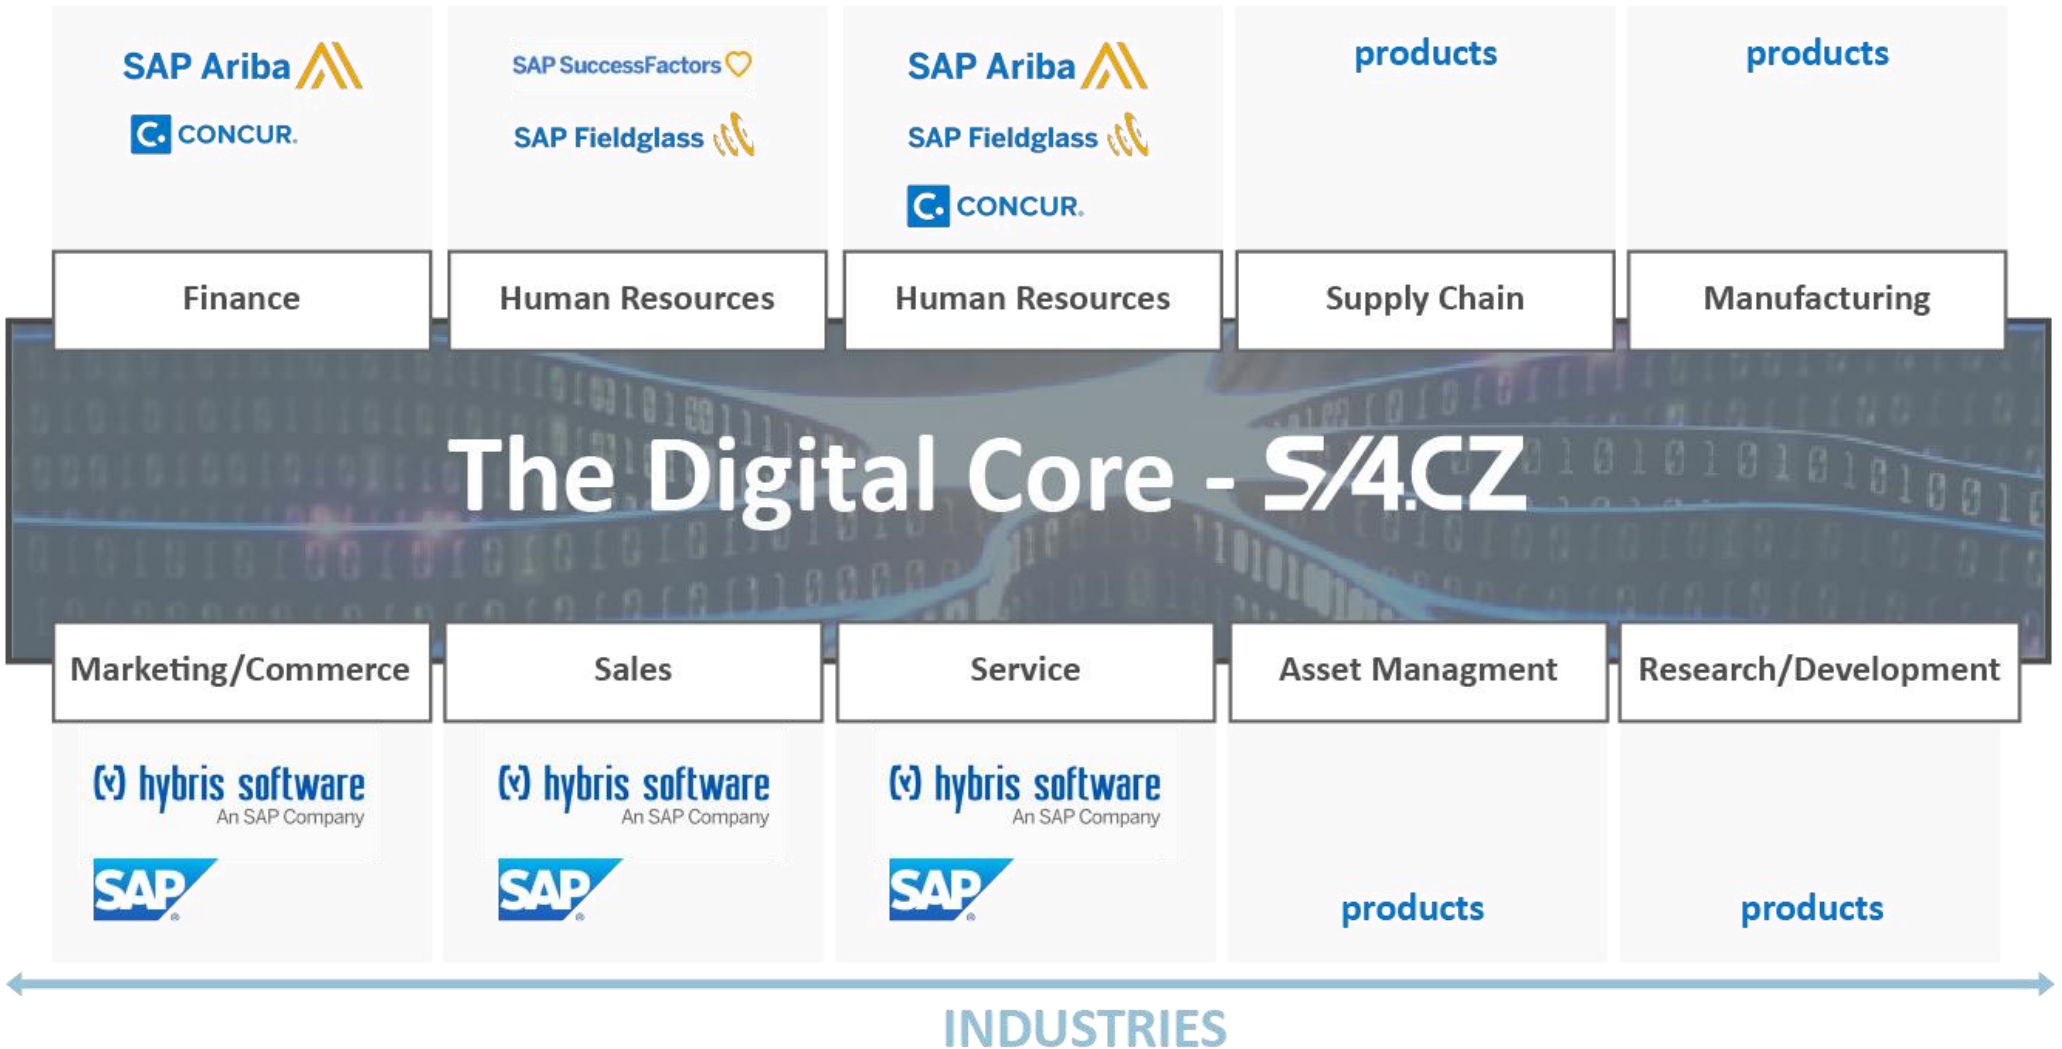 SAP Ariba
CONCUR.
SAP SuccessFactors
SAP Fieldglass
SAP Ariba
SAP Fieldglass
CONCUR.
products
products
Finance
Human Resources
Human Resources
Supply Chain
Manufacturing
The Digital Core - S/4.CZ
Marketing/Commerce
Sales
Service
Asset Managment
Research/Development
(v) hybris software
An SAP Company
SAP®
(v) hybris software
An SAP Company
SAP®
(v) hybris software
An SAP Company
SAP®
products
products
INDUSTRIES